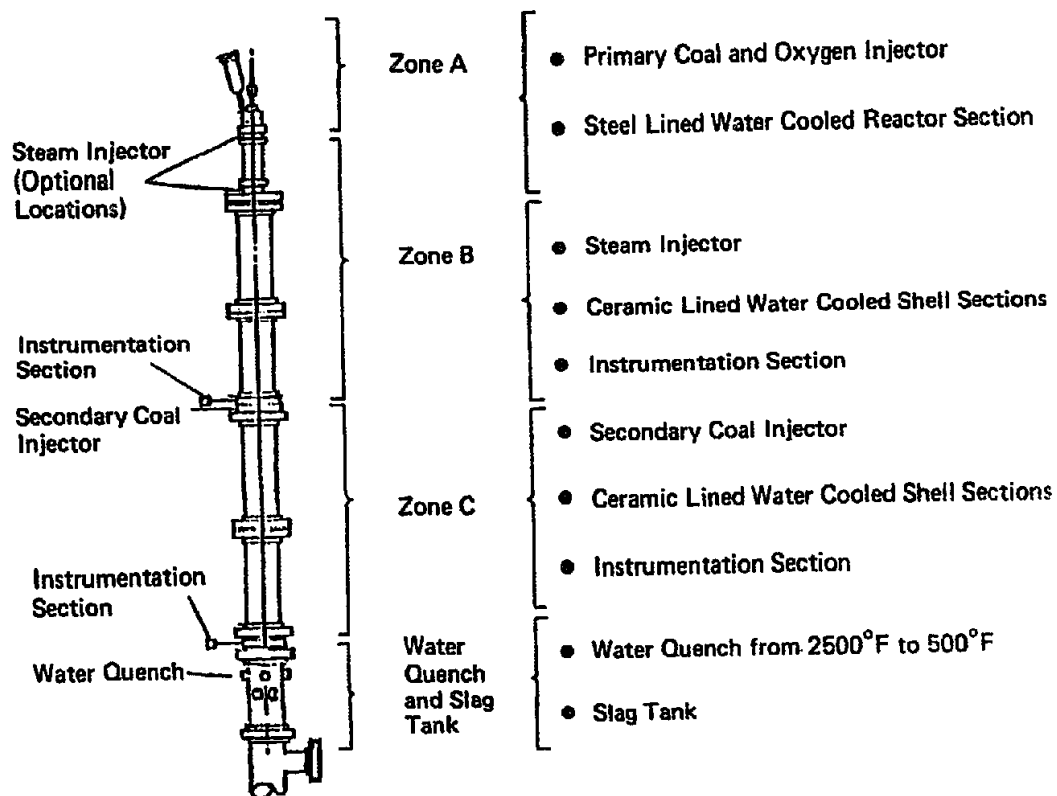 Zone A
Primary Coal and Oxygen Injector
Steel Lined Water Cooled Reactor Section
Steam Injector
(Optional
Locations)
Zone B
Steam Injector
Ceramic Lined Water Cooled Shell Sections
Instrumentation Section
Instrumentation
Section
Secondary Coal
Injector
Zone C
Secondary Coal Injector
Ceramic Lined Water Cooled Shell Sections
Instrumentation Section
Instrumentation
Section
Water Quench
Water
Quench
and Slag
Tank
Water Quench from 2500°F to 500°F
Slag Tank